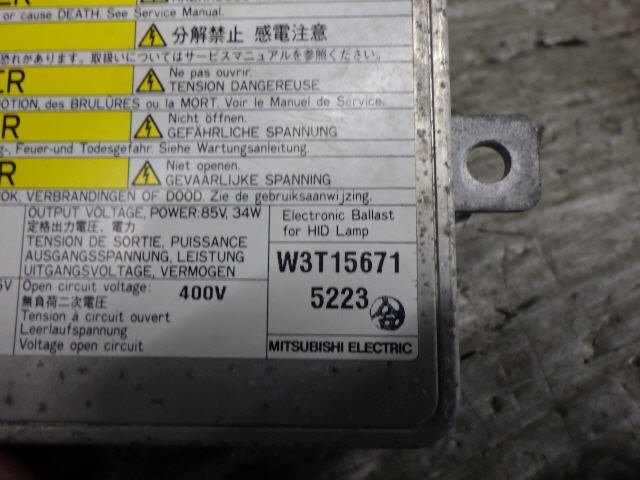 or cause DEATH. See Service Manual.
分解禁止 感電注意
恐れがあります。取扱いについてはサービスマニュアルを参照ください。
ER
Ne pas ouvrir.
TENSION DANGEREUSE
OTION, des BRULÛRES ou la MORT. Voir le Manuel de Service.
ER
Nicht öffnen.
GEFÄHRLICHE SPANNUNG
g-, Feuer-und Todesgefahr. Siehe Wartungsanleitung.
R
Niet openen.
GEVAARLIJKE SPANNING
OK, VERBRANDINGEN OF DOOD. Zie de gebruiksaanwijzing.
OUTPUT VOLTAGE, POWER: 85V, 34W
定格出力電圧、電力
TENSION DE SORTIE, PUISSANCE
AUSGANGSSPANNUNG, LEISTUNG
UITGANGSVOLTAGE, VERMOGEN
Open circuit voltage:
400V
無負荷二次電圧
Tension à circuit ouvert
Leerlaufspannung
Voltage open circuit
Electronic Ballast
for HID Lamp
W3T15671
5223
MITSUBISHI ELECTRIC